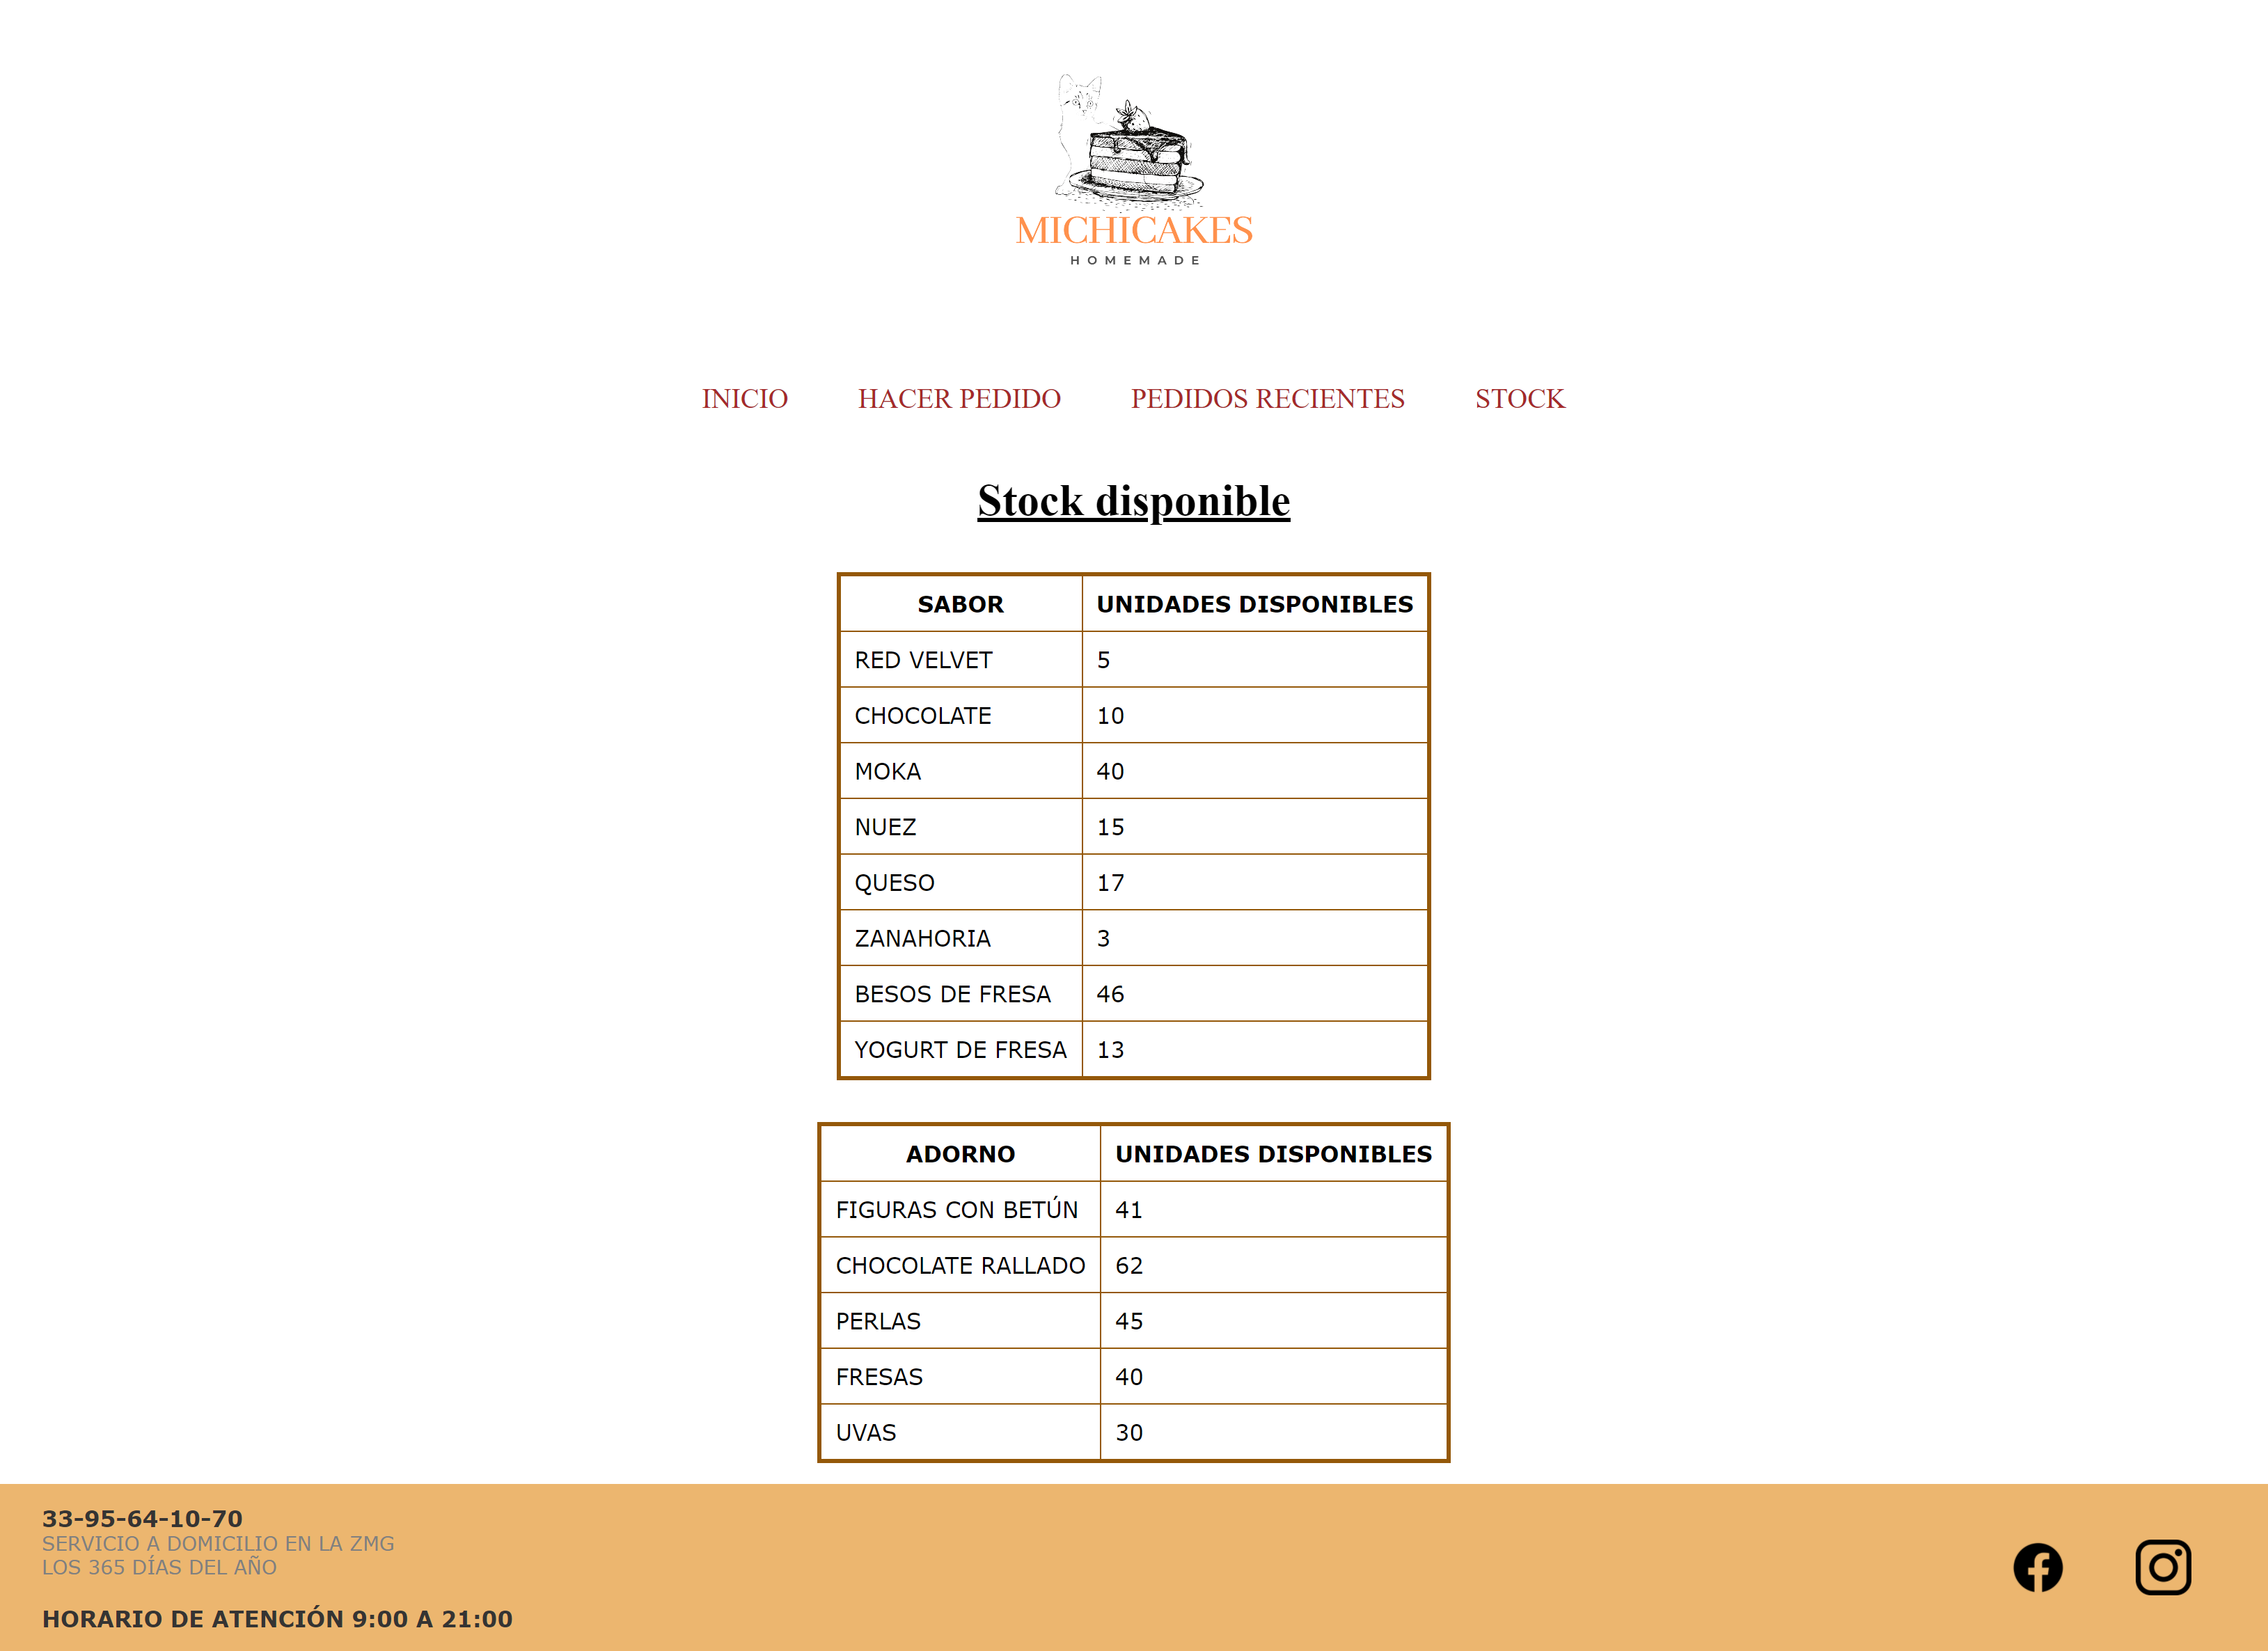 MICHICAKES
HOMEMADE
INICIO HACER PEDIDO PEDIDOS RECIENTES STOCK
Stock disponible
SABOR UNIDADES DISPONIBLES
RED VELVET 5
CHOCOLATE 10
MOKA 40
NUEZ 15
QUESO 17
ZANAHORIA 3
BESOS DE FRESA 46
YOGURT DE FRESA 13
ADORNO UNIDADES DISPONIBLES
FIGURAS CON BETÚN 41
CHOCOLATE RALLADO 62
PERLAS 45
FRESAS 40
UVAS 30
33-95-64-10-70
SERVICIO A DOMICILIO EN LA ZMG
LOS 365 DÍAS DEL AÑO
HORARIO DE ATENCIÓN 9:00 A 21:00